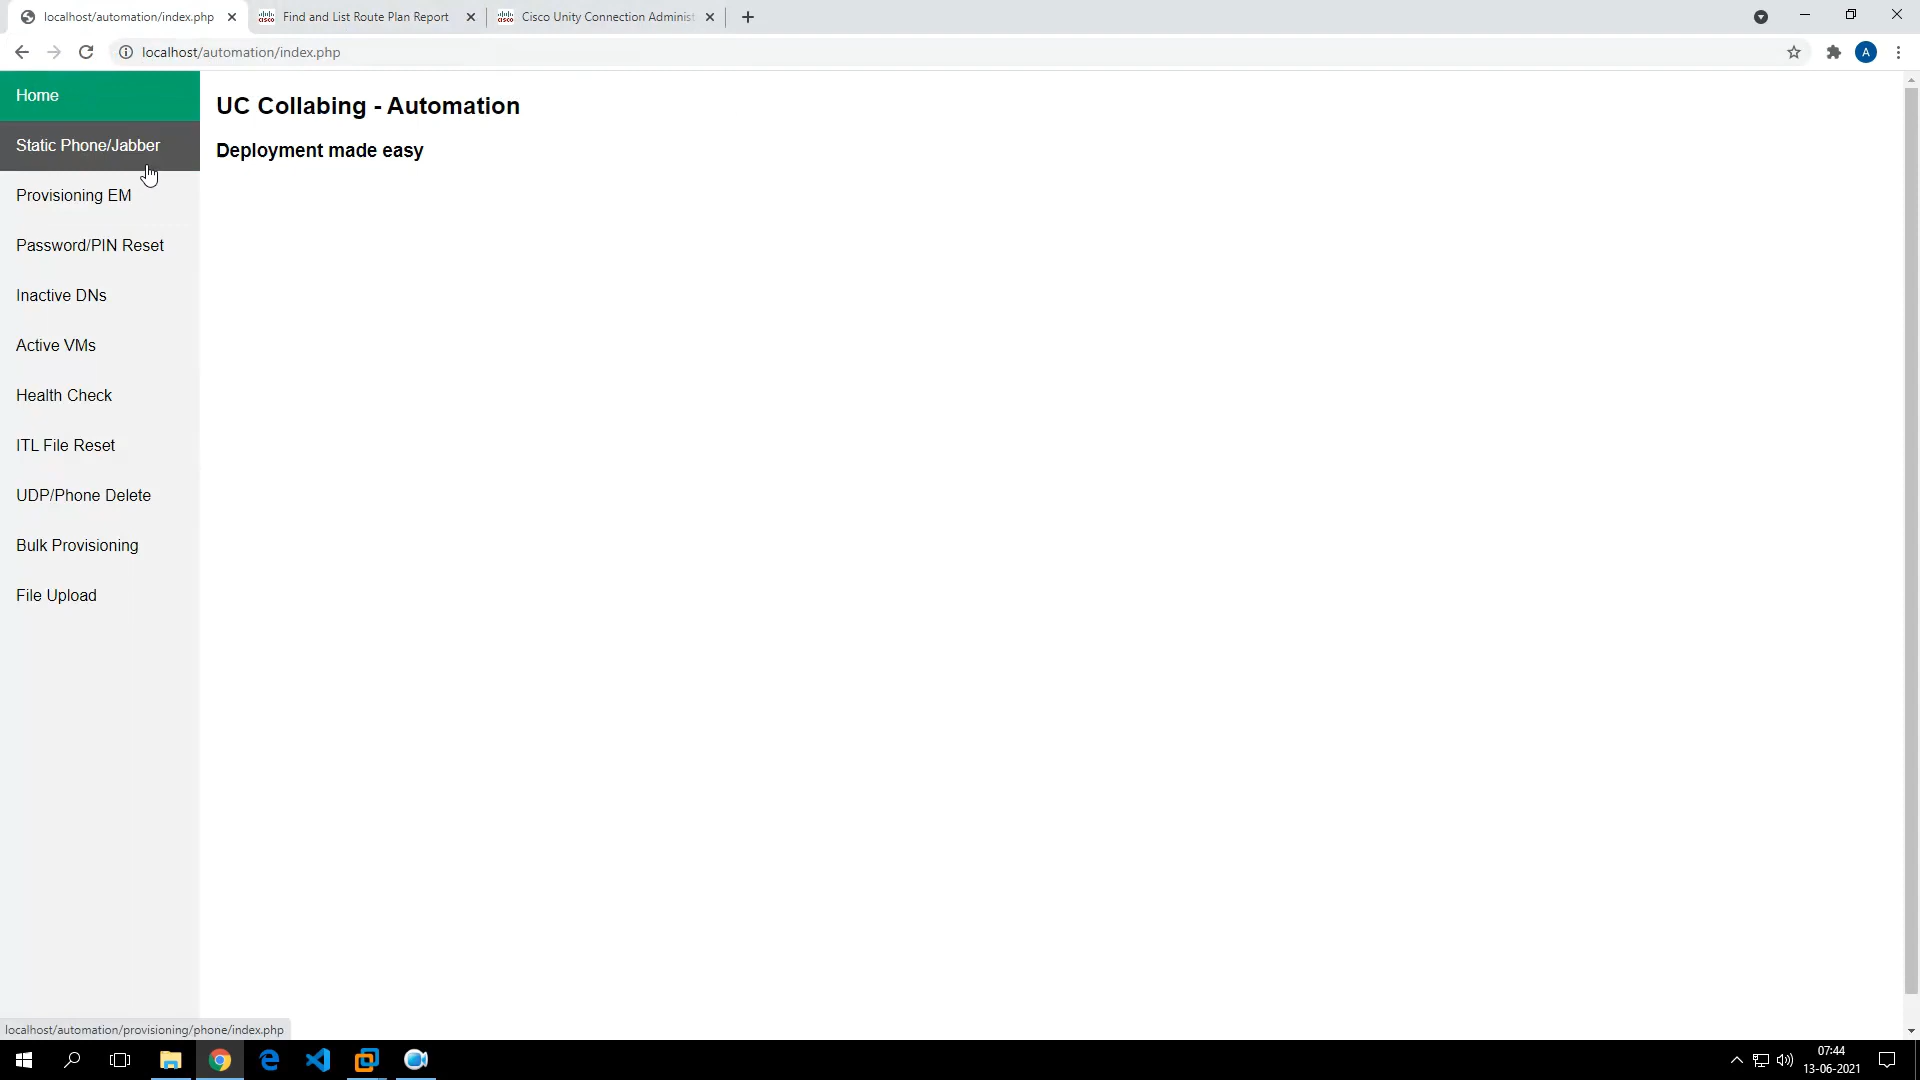 localhost/automation/index.php
Find and List Route Plan Report
Cisco Unity Connection Administ
localhost/automation/index.php
A
Home
Static Phone/Jabber
Provisioning EM
Password/PIN Reset
Inactive DNs
Active VMs
Health Check
ITL File Reset
UDP/Phone Delete
Bulk Provisioning
File Upload
UC Collabing - Automation
Deployment made easy
localhost/automation/provisioning/phone/index.php
07:44
13-06-2021